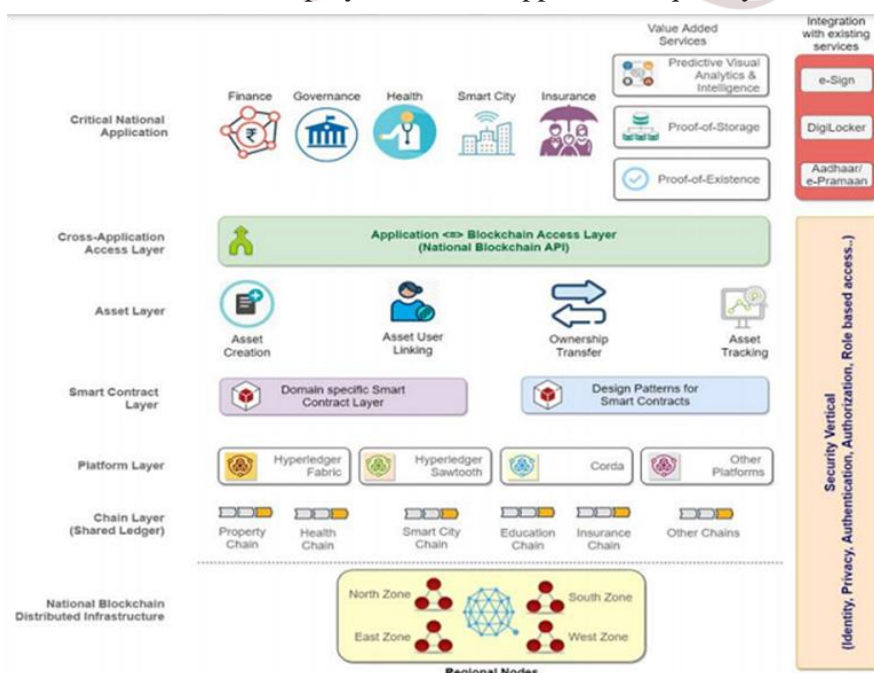 Value Added
Services
Integration
with existing
services
Critical National
Application
Finance
Governance
Health
Smart City
Insurance
Predictive Visual
Analytics &
Intelligence
Proof-of-Storage
Proof-of-Existence
e-Sign
DigiLocker
Aadhaar/
e-Pramaan
Cross-Application
Access Layer
Application <=> Blockchain Access Layer
(National Blockchain API)
Asset Layer
Asset
Creation
Asset User
Linking
Ownership
Transfer
Asset
Tracking
Smart Contract
Layer
Domain specific Smart
Contract Layer
Design Patterns for
Smart Contracts
Platform Layer
Hyperledger
Fabric
Hyperledger
Sawtooth
Corda
Other
Platforms
Chain Layer
(Shared Ledger)
Property
Chain
Health
Chain
Smart City
Chain
Education
Chain
Insurance
Chain
Other Chains
National Blockchain
Distributed Infrastructure
North Zone
South Zone
East Zone
West Zone
Regional Nodes
Security Vertical
(Identity, Privacy, Authentication, Authorization, Role based access..)